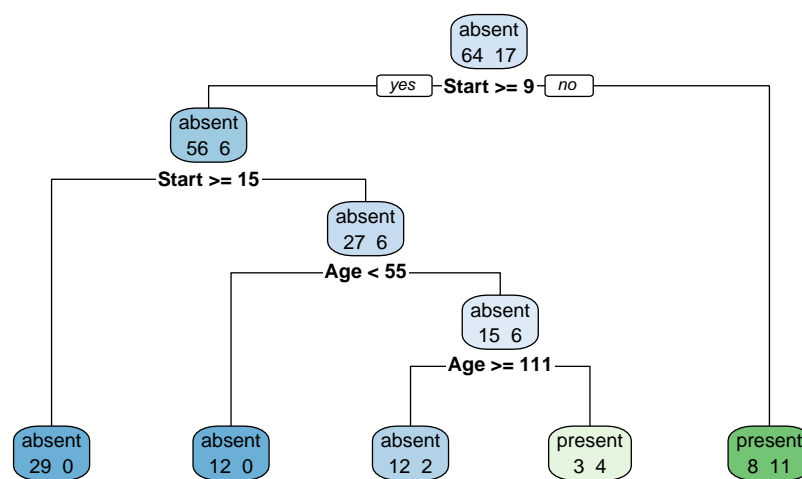 absent
64 17
yes Start >= 9 no
absent
56 6
Start >= 15
absent
27 6
Age < 55
absent
15 6
Age >= 111
absent absent absent present present
29 0 12 0 12 2 3 4 8 11